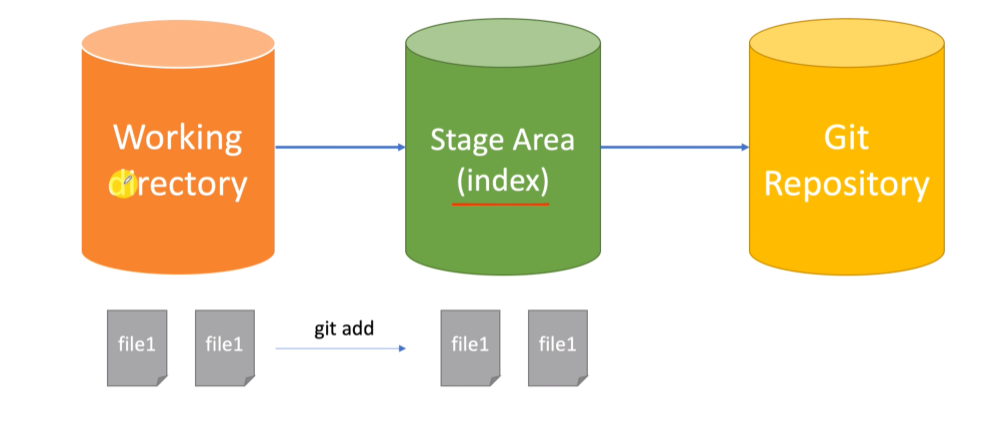 Working
directory
Stage Area
(index)
Git
Repository
file1
file1
git add
file1
file1